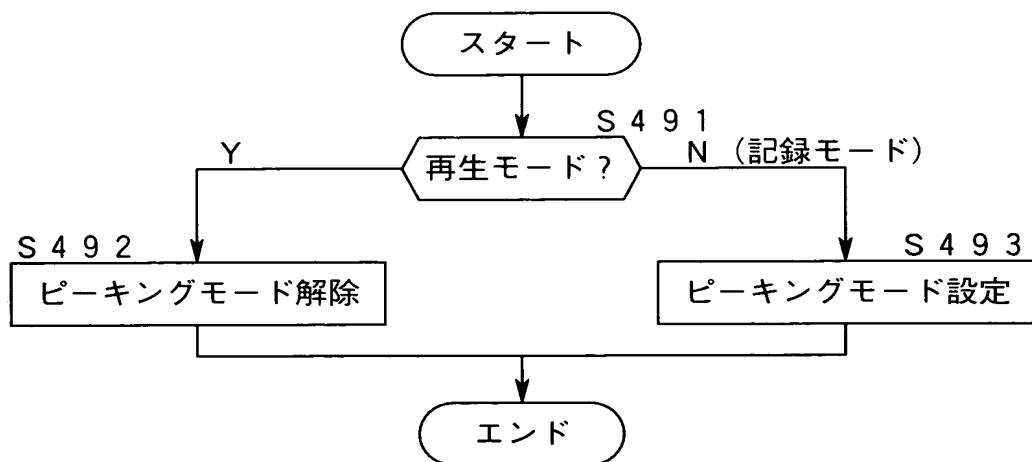 スタート
S491
再生モード？
Y
N（記録モード）
S492
ピーキングモード解除
S493
ピーキングモード設定
エンド